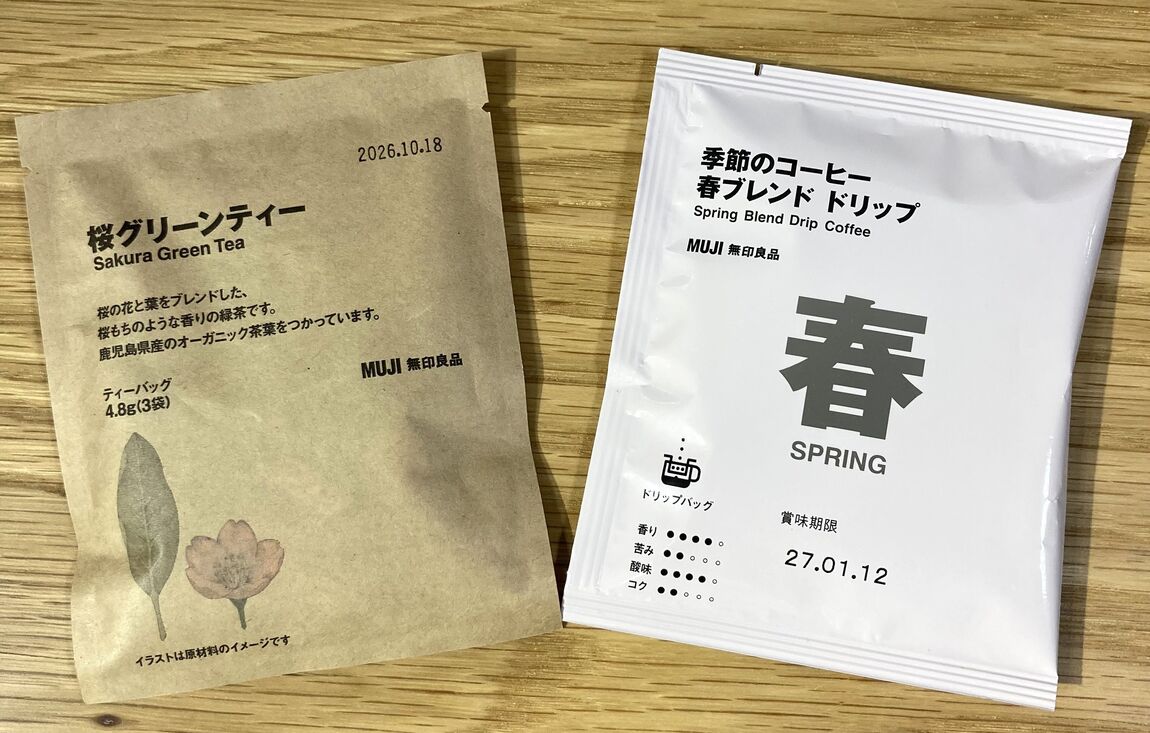 2026.10.18
桜グリーンティー
Sakura Green Tea
桜の花と葉をブレンドした、
桜もちのような香りの緑茶です。
鹿児島県産のオーガニック茶葉をつかっています。
MUJI 無印良品
ティーバッグ
4.8g(3袋)
イラストは原材料のイメージです
季節のコーヒー
春ブレンド ドリップ
Spring Blend Drip Coffee
MUJI 無印良品
春
SPRING
ドリップバッグ
香り ●●●●○
苦み ●●○○○
酸味 ●●●●○
コク ●●○○○
賞味期限
27.01.12